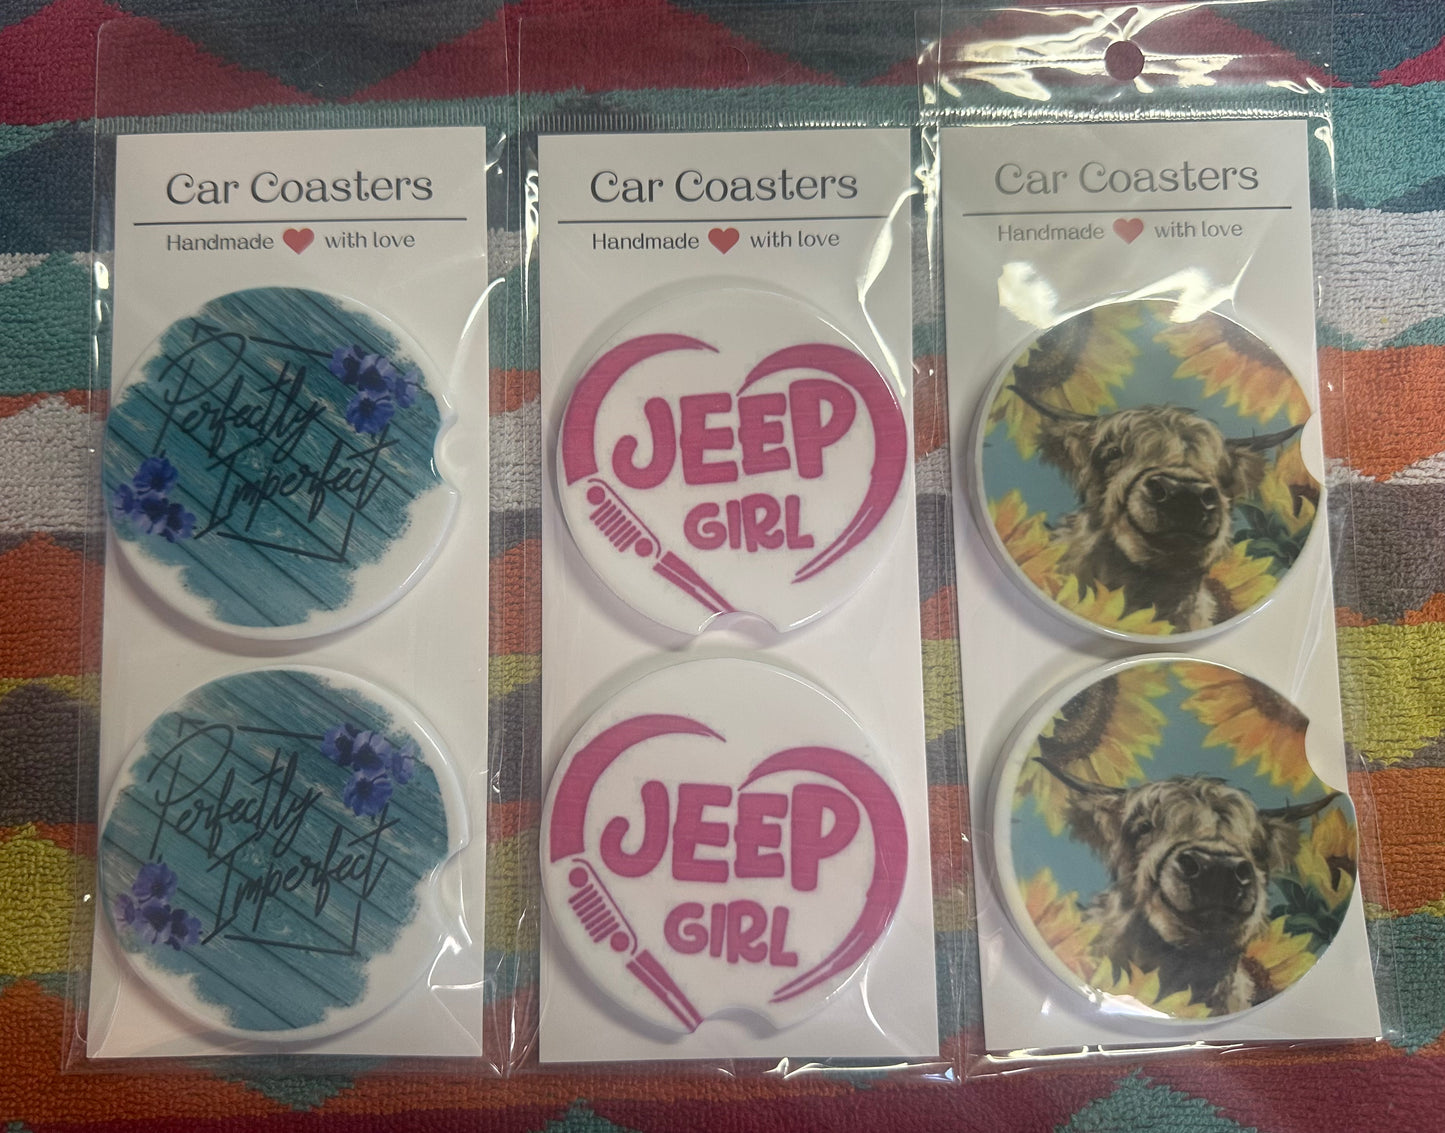 Car Coasters
Handmade ❤ with love
Perfectly
Imperfect
Perfectly
Imperfect
Car Coasters
Handmade ❤ with love
JEEP
GIRL
JEEP
GIRL
Car Coasters
Handmade ❤ with love